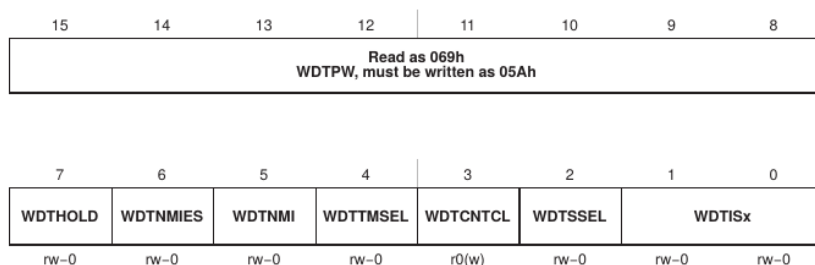 15 14 13 12 11 10 9 8
Read as 069h
WDTPW, must be written as 05Ah
7 6 5 4 3 2 1 0
WDTHOLD WDTNMIES WDTNMI WDTTMSEL WDTCNTCL WDTSSEL WDTISx
rw−0 rw−0 rw−0 rw−0 r0(w) rw−0 rw−0 rw−0